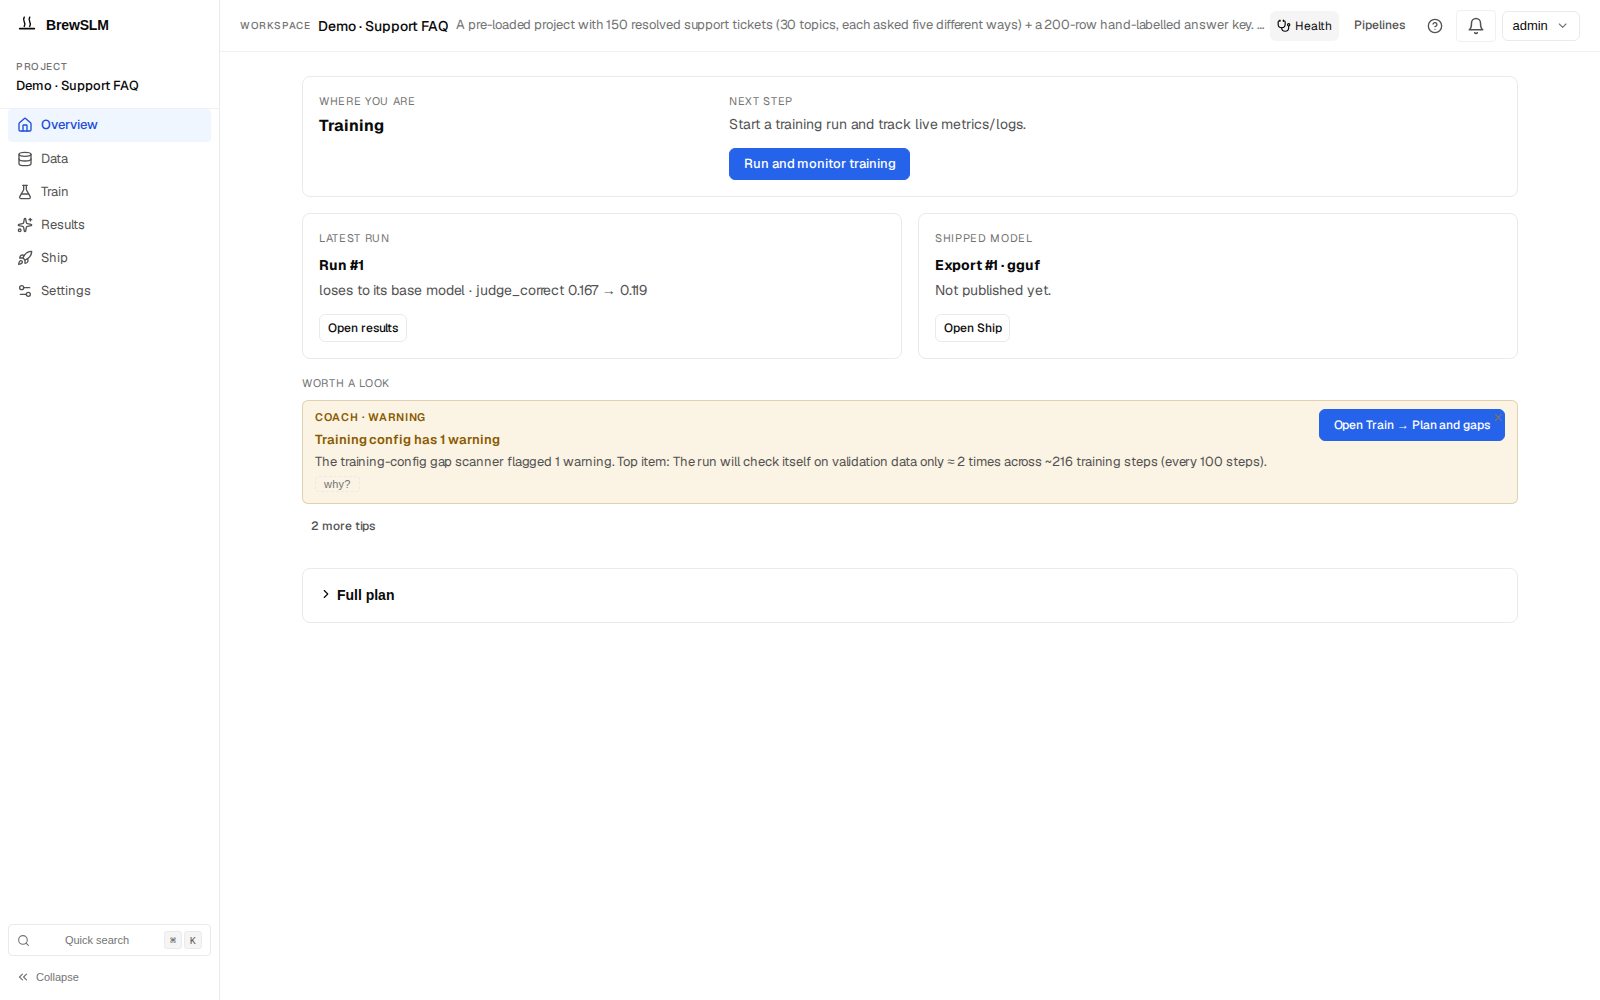 BrewSLM
PROJECT
Demo · Support FAQ
Overview
Data
Train
Results
Ship
Settings
Quick search ⌘ K
Collapse
WORKSPACE Demo · Support FAQ A pre-loaded project with 150 resolved support tickets (30 topics, each asked five different ways) + a 200-row hand-labelled answer key. ...
Health
Pipelines
admin
WHERE YOU ARE
Training
NEXT STEP
Start a training run and track live metrics/logs.
Run and monitor training
LATEST RUN
Run #1
loses to its base model · judge_correct 0.167 → 0.119
Open results
SHIPPED MODEL
Export #1 · gguf
Not published yet.
Open Ship
WORTH A LOOK
COACH · WARNING
Training config has 1 warning
The training-config gap scanner flagged 1 warning. Top item: The run will check itself on validation data only ≈ 2 times across ~216 training steps (every 100 steps).
why?
Open Train → Plan and gaps
2 more tips
Full plan